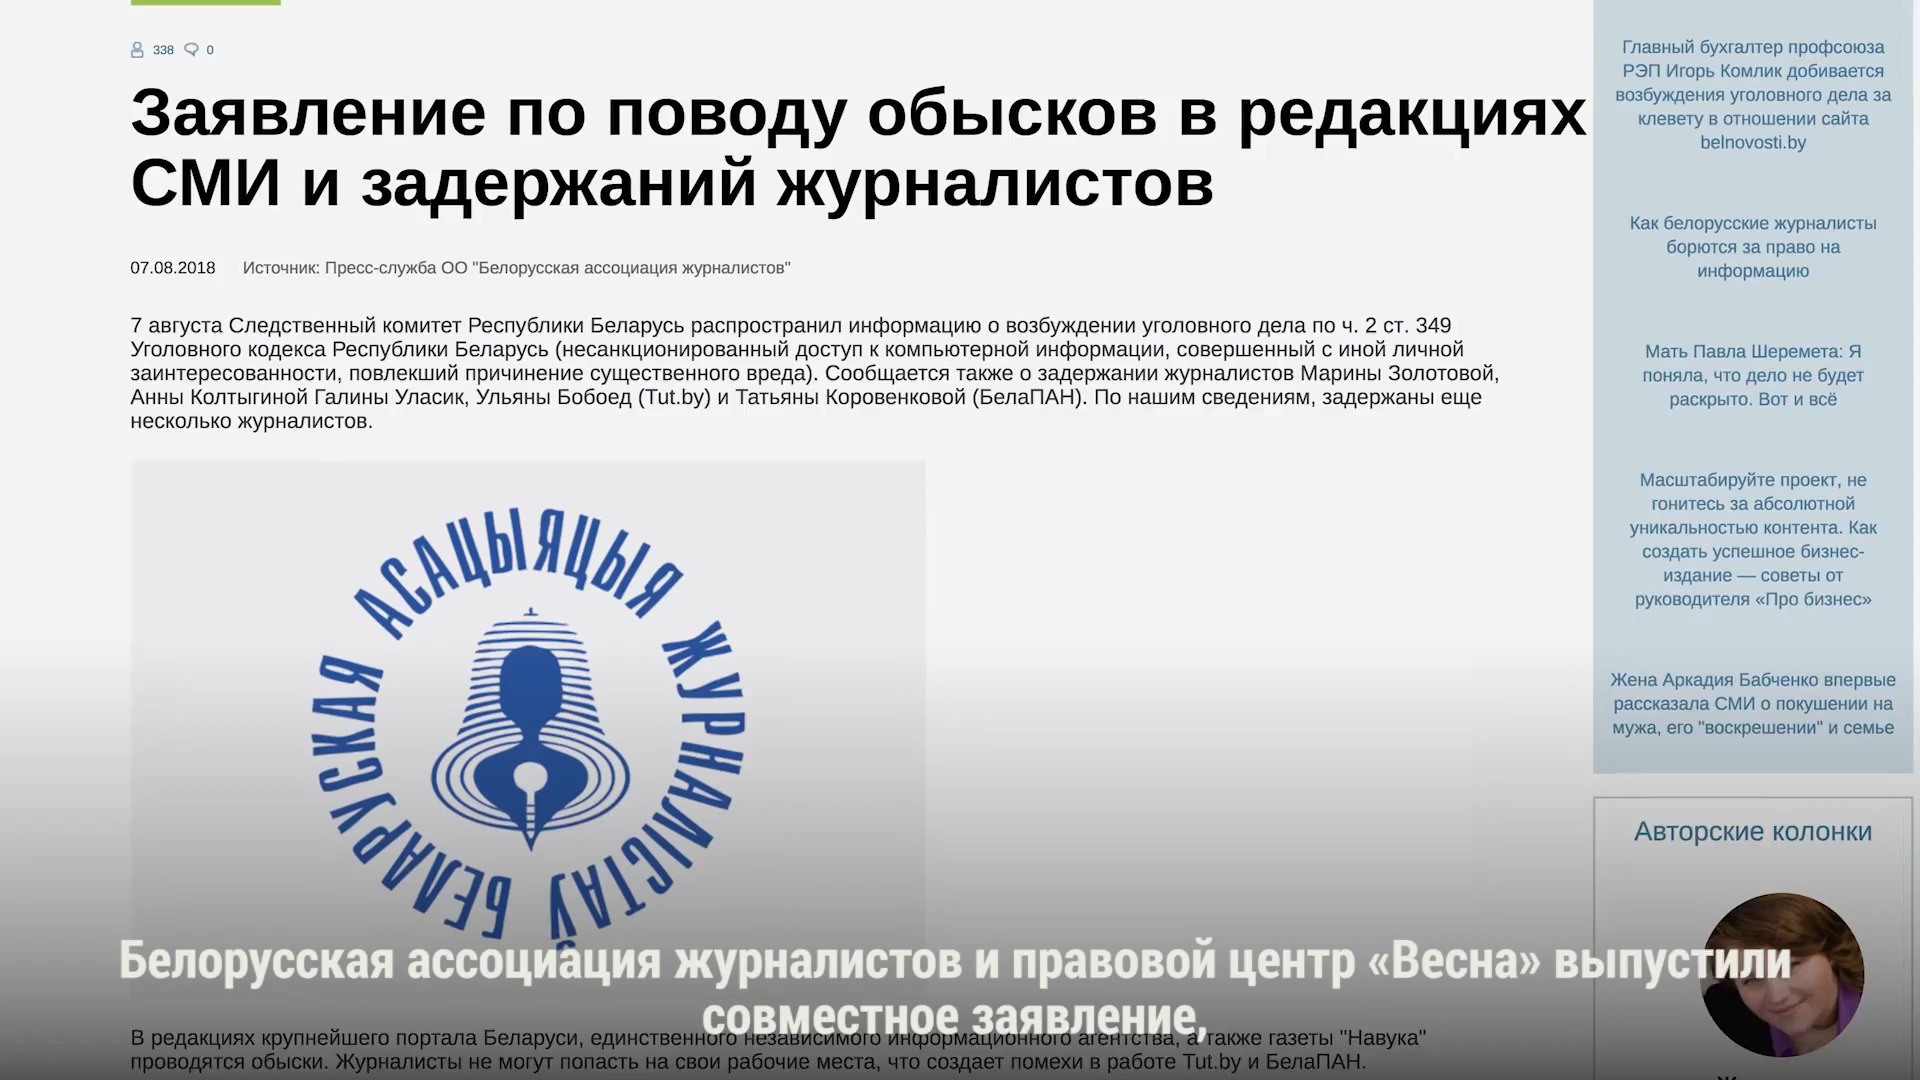 338 0
Заявление по поводу обысков в редакциях
СМИ и задержаний журналистов
07.08.2018 Источник: Пресс-служба ОО "Белорусская ассоциация журналистов"
7 августа Следственный комитет Республики Беларусь распространил информацию о возбуждении уголовного дела по ч. 2 ст. 349
Уголовного кодекса Республики Беларусь (несанкционированный доступ к компьютерной информации, совершенный с иной личной
заинтересованности, повлекший причинение существенного вреда). Сообщается также о задержании журналистов Марины Золотовой,
Анны Колтыгиной Галины Уласик, Ульяны Бобоед (Tut.by) и Татьяны Коровенковой (БелаПАН). По нашим сведениям, задержаны еще
несколько журналистов.
БЕЛАРУСКАЯ АСАЦЫЯЦЫЯ ЖУРНАЛІСТАЎ
В редакциях крупнейшего портала Беларуси, единственного независимого информационного агентства, а также газеты "Навука"
проводятся обыски. Журналисты не могут попасть на свои рабочие места, что создает помехи в работе Tut.by и БелаПАН.
Главный бухгалтер профсоюза
РЭП Игорь Комлик добивается
возбуждения уголовного дела за
клевету в отношении сайта
belnovosti.by
Как белорусские журналисты
борются за право на
информацию
Мать Павла Шеремета: Я
поняла, что дело не будет
раскрыто. Вот и всё
Масштабируйте проект, не
гонитесь за абсолютной
уникальностью контента. Как
создать успешное бизнес-
издание — советы от
руководителя «Про бизнес»
Жена Аркадия Бабченко впервые
рассказала СМИ о покушении на
мужа, его "воскрешении" и семье
Авторские колонки
Белорусская ассоциация журналистов и правовой центр «Весна» выпустили
совместное заявление,